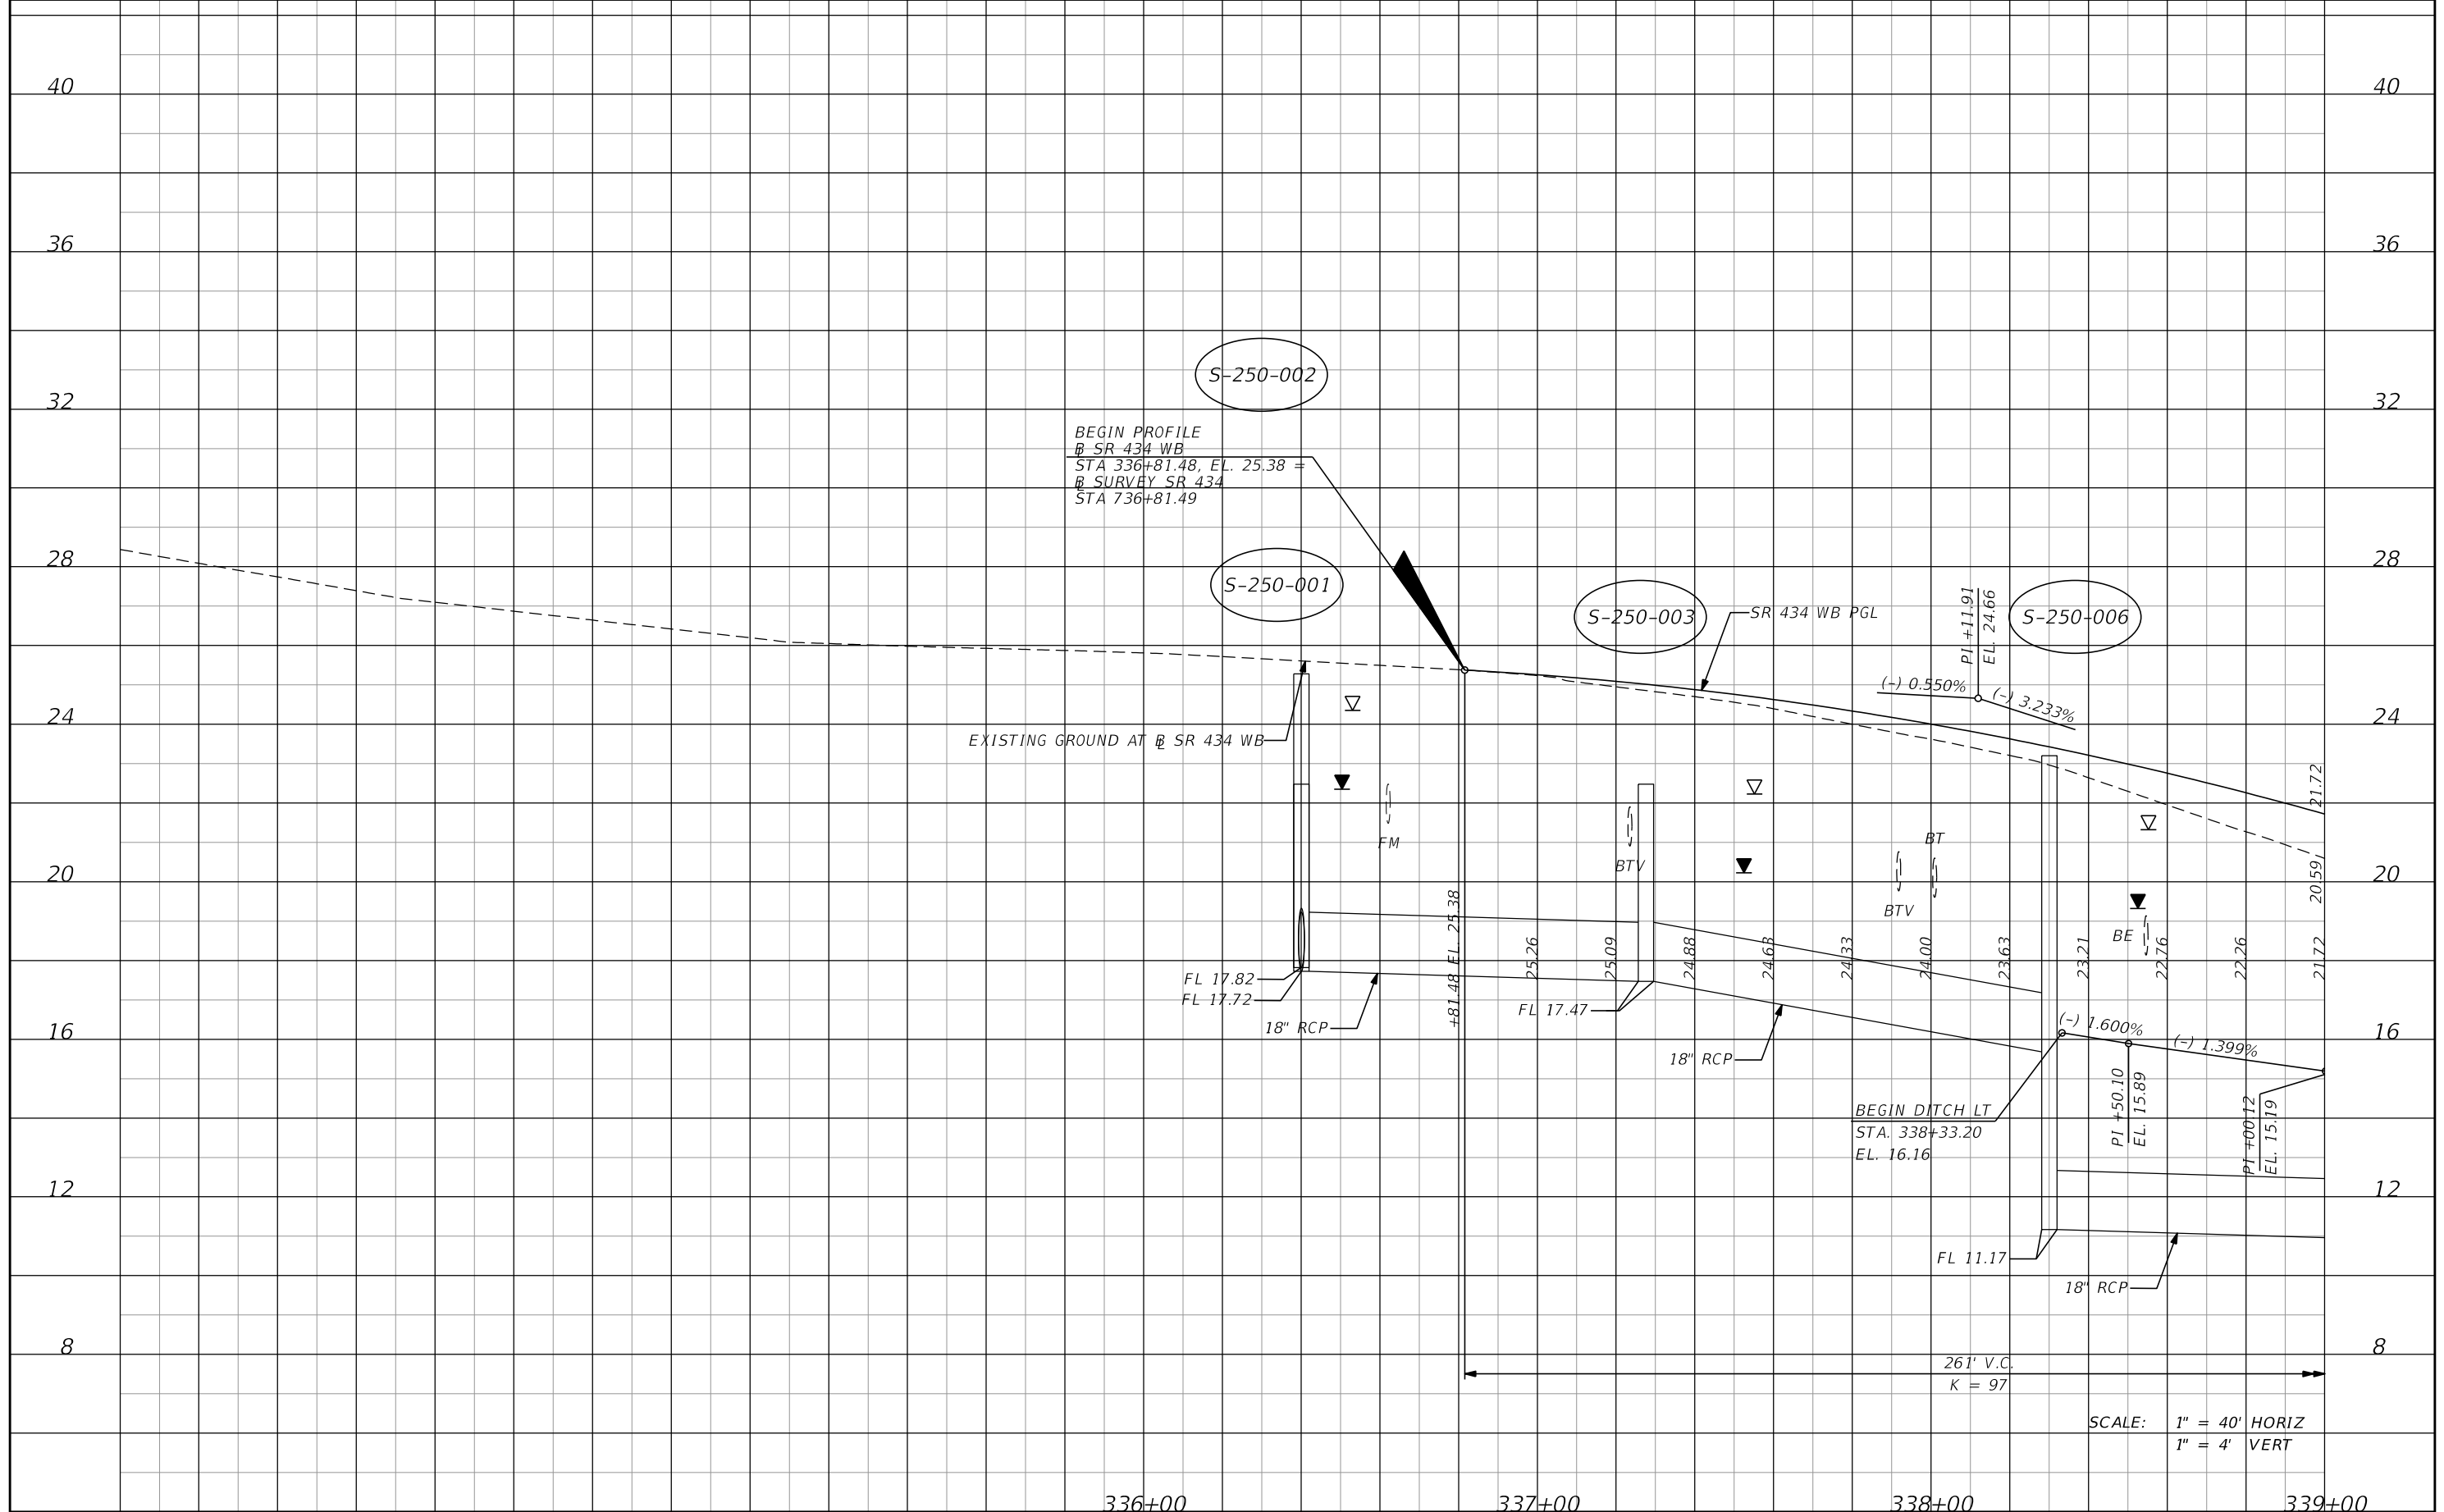 40 40
36 36
S-250-002
32 32
BEGIN PROFILE
℄ SR 434 WB
STA 336+81.48, EL. 25.38 =
℄ SURVEY SR 434
STA 736+81.49
28 28
S-250-001
S-250-003
SR 434 WB PGL
PI +11.91
EL. 24.66
S-250-006
(-) 0.550%
(-) 3.233%
24 24
EXISTING GROUND AT ℄ SR 434 WB
21.72
FM
BTV
BT
BTV
20 20
20.59
BE
+81.48 EL. 25.38
25.26
25.09
24.88
24.63
24.33
24.00
23.63
23.21
22.76
22.26
21.72
FL 17.82
FL 17.72
18" RCP
FL 17.47
18" RCP
16 16
(-) 1.600%
(-) 1.399%
PI +50.10
EL. 15.89
PI +00.12
EL. 15.19
BEGIN DITCH LT
STA. 338+33.20
EL. 16.16
12 12
FL 11.17
18" RCP
8 8
261' V.C.
K = 97
SCALE: 1" = 40' HORIZ
1" = 4' VERT
336+00 337+00 338+00 339+00